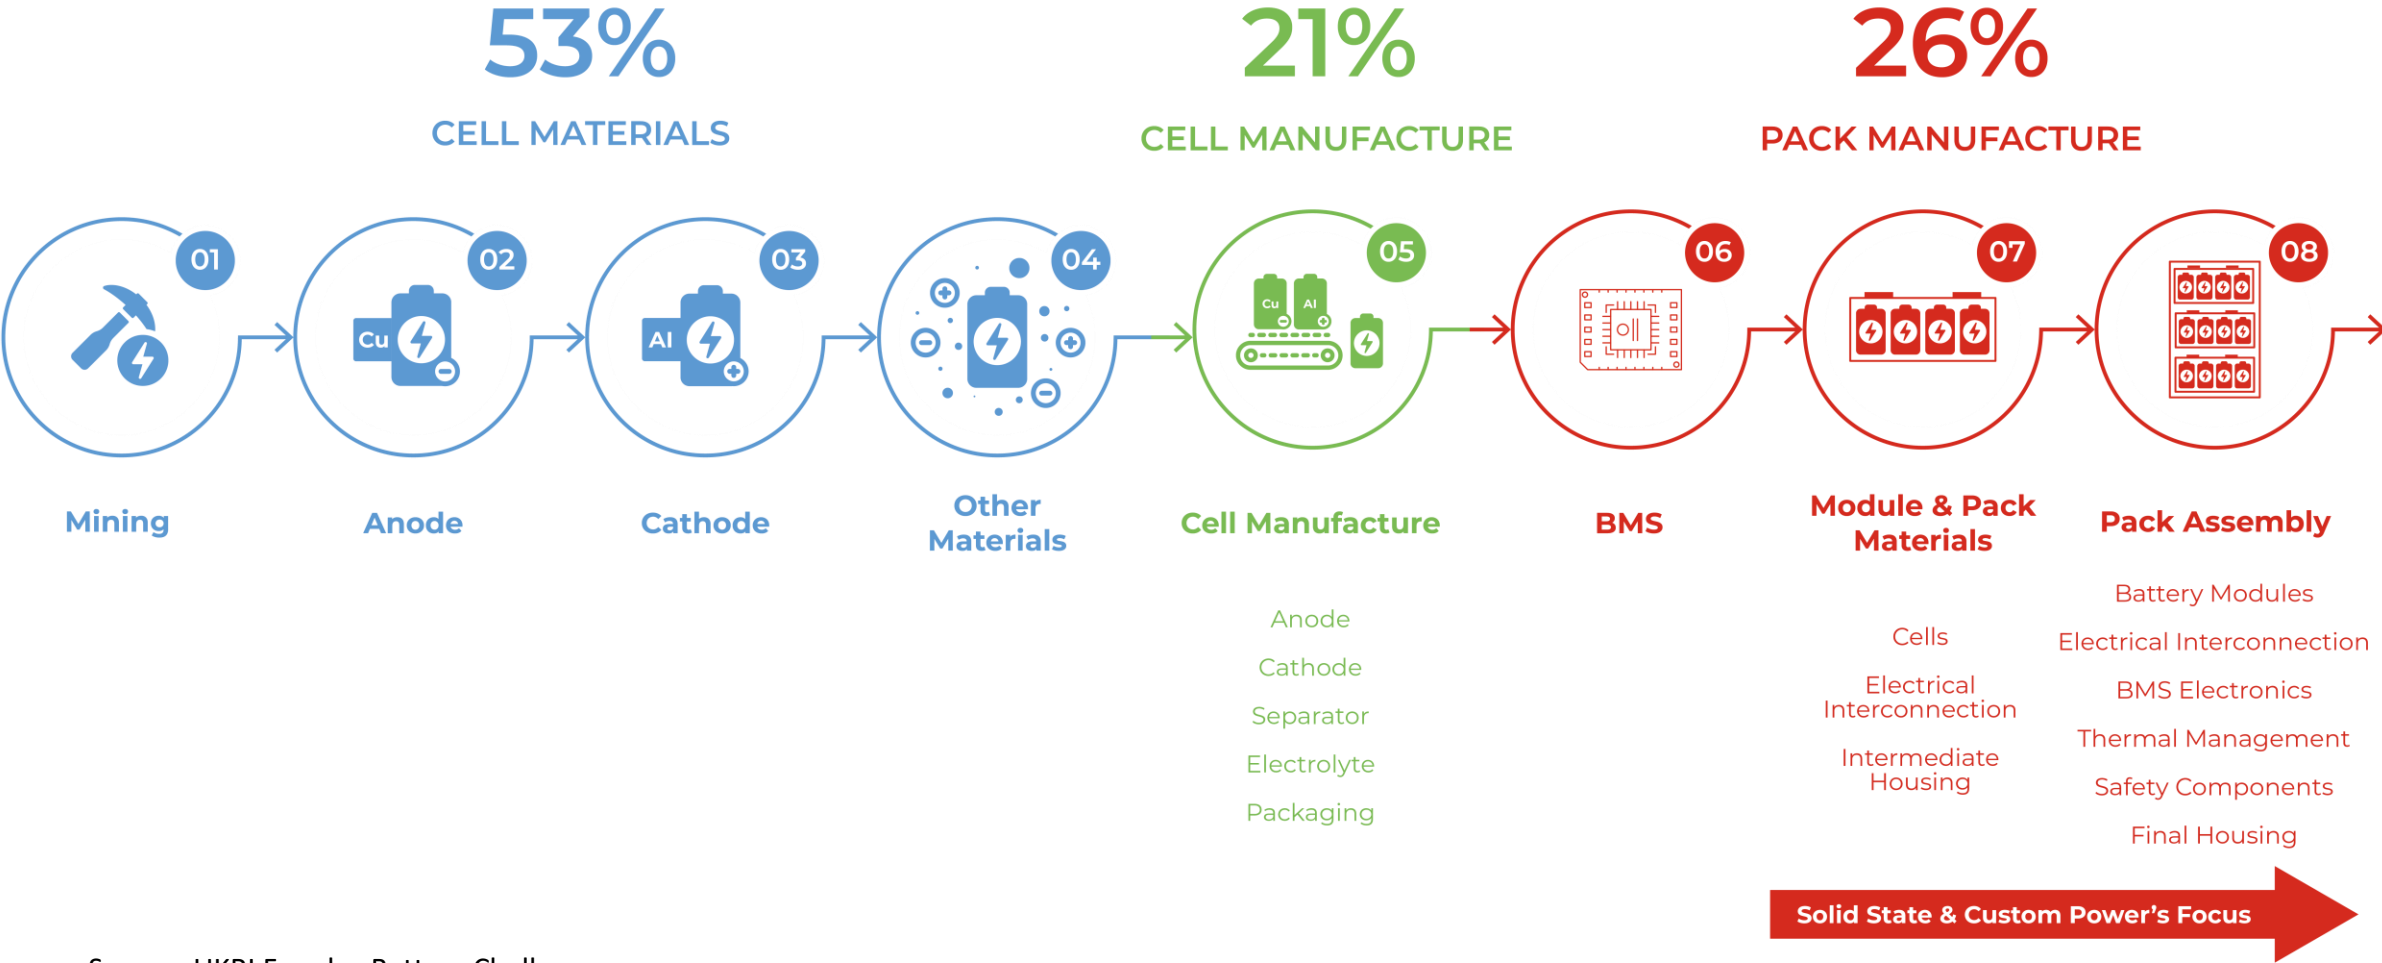 53%
CELL MATERIALS
21%
CELL MANUFACTURE
26%
PACK MANUFACTURE
01
02
03
04
05
06
07
08
Cu
Al
Cu
Al
Mining
Anode
Cathode
Other
Materials
Cell Manufacture
BMS
Module & Pack
Materials
Pack Assembly
Anode
Cathode
Separator
Electrolyte
Packaging
Cells
Electrical
Interconnection
Intermediate
Housing
Battery Modules
Electrical Interconnection
BMS Electronics
Thermal Management
Safety Components
Final Housing
Solid State & Custom Power's Focus